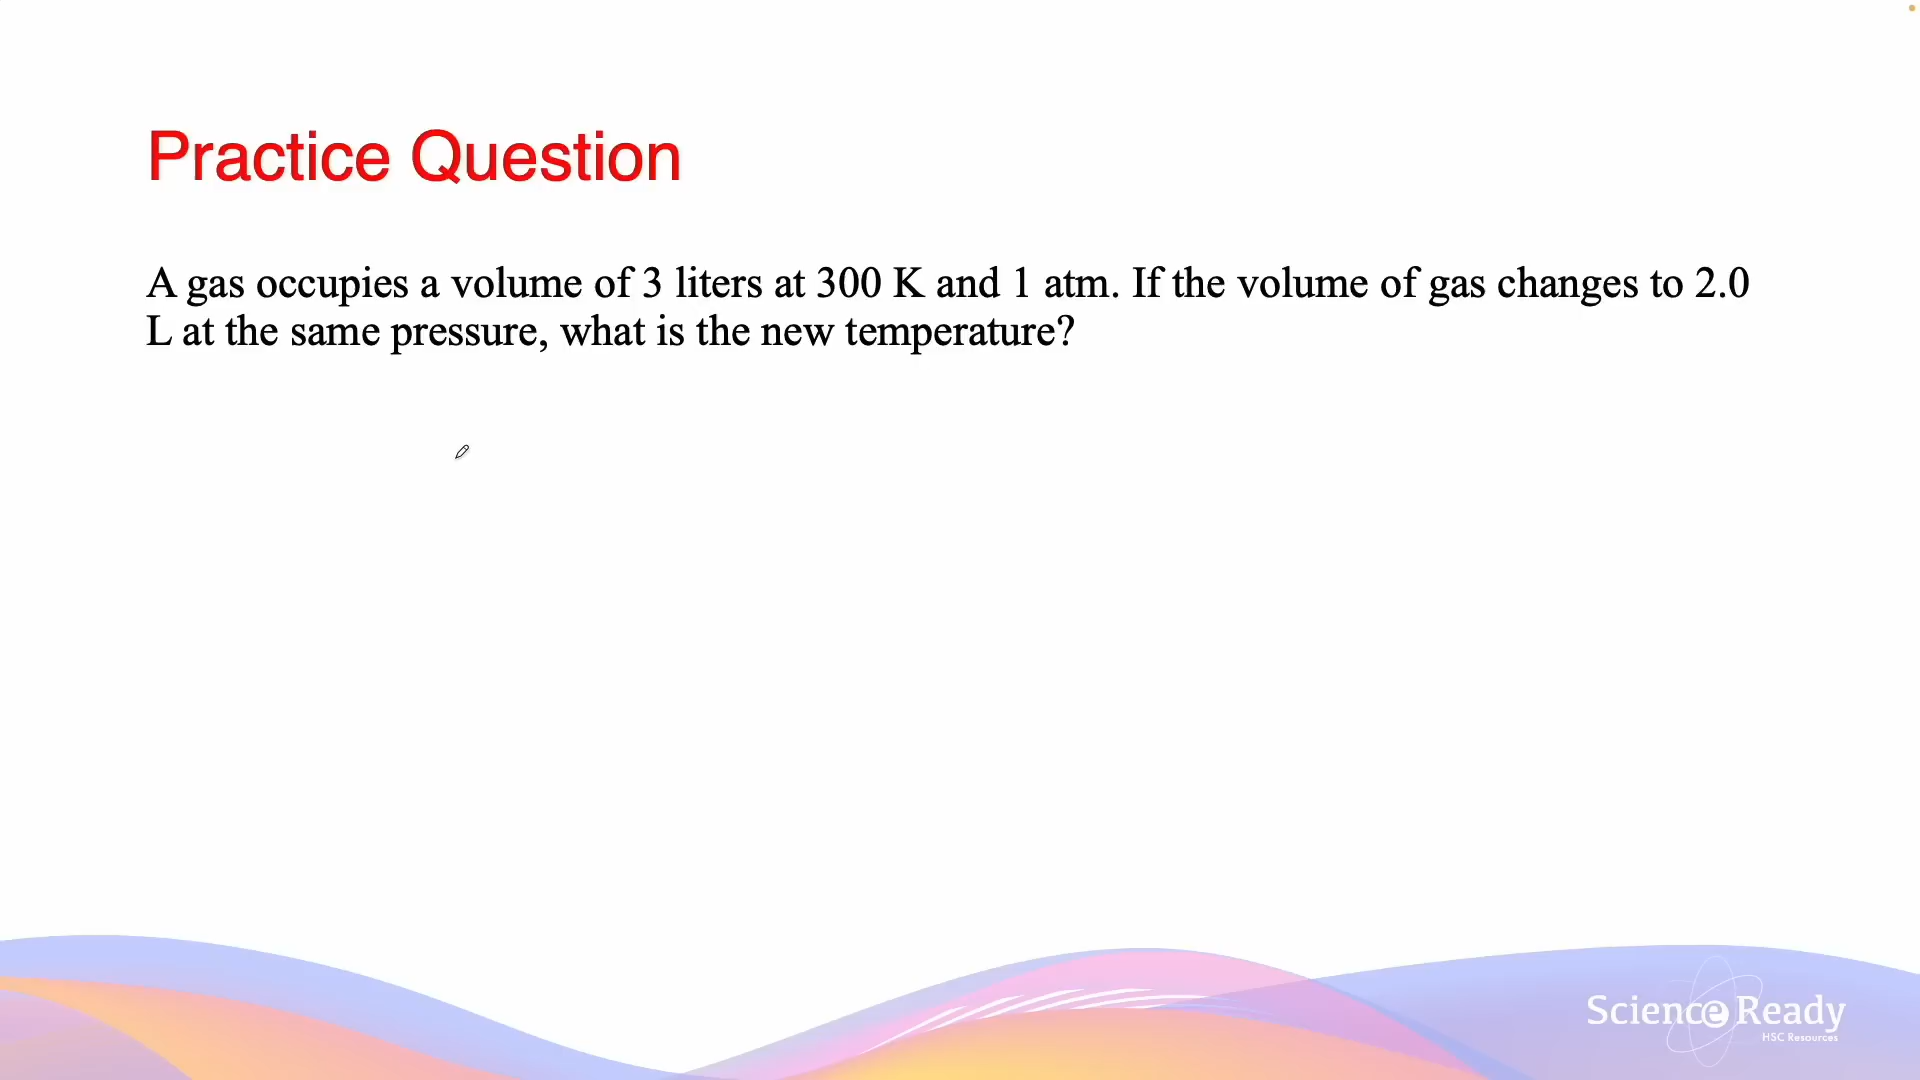 Practice Question
A gas occupies a volume of 3 liters at 300 K and 1 atm. If the volume of gas changes to 2.0
L at the same pressure, what is the new temperature?
Science Ready
HSC Resources